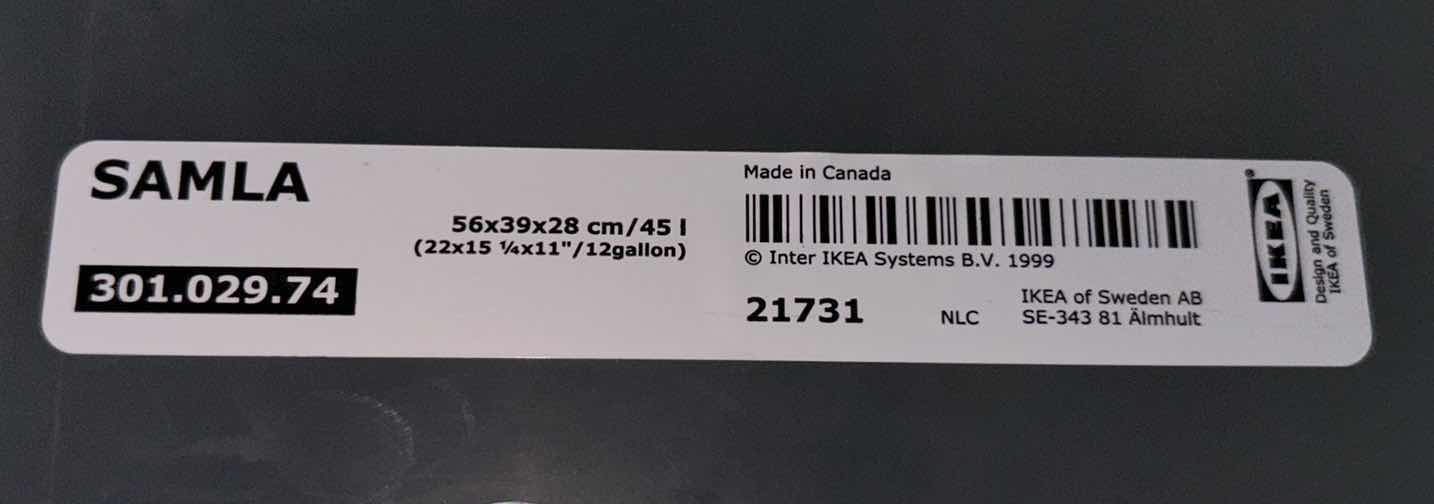 SAMLA
56x39x28 cm/45 l
(22x15 ¼x11"/12gallon)
301.029.74
Made in Canada
© Inter IKEA Systems B.V. 1999
21731
NLC
IKEA of Sweden AB
SE-343 81 Älmhult
IKEA®
Design and Quality
IKEA of Sweden